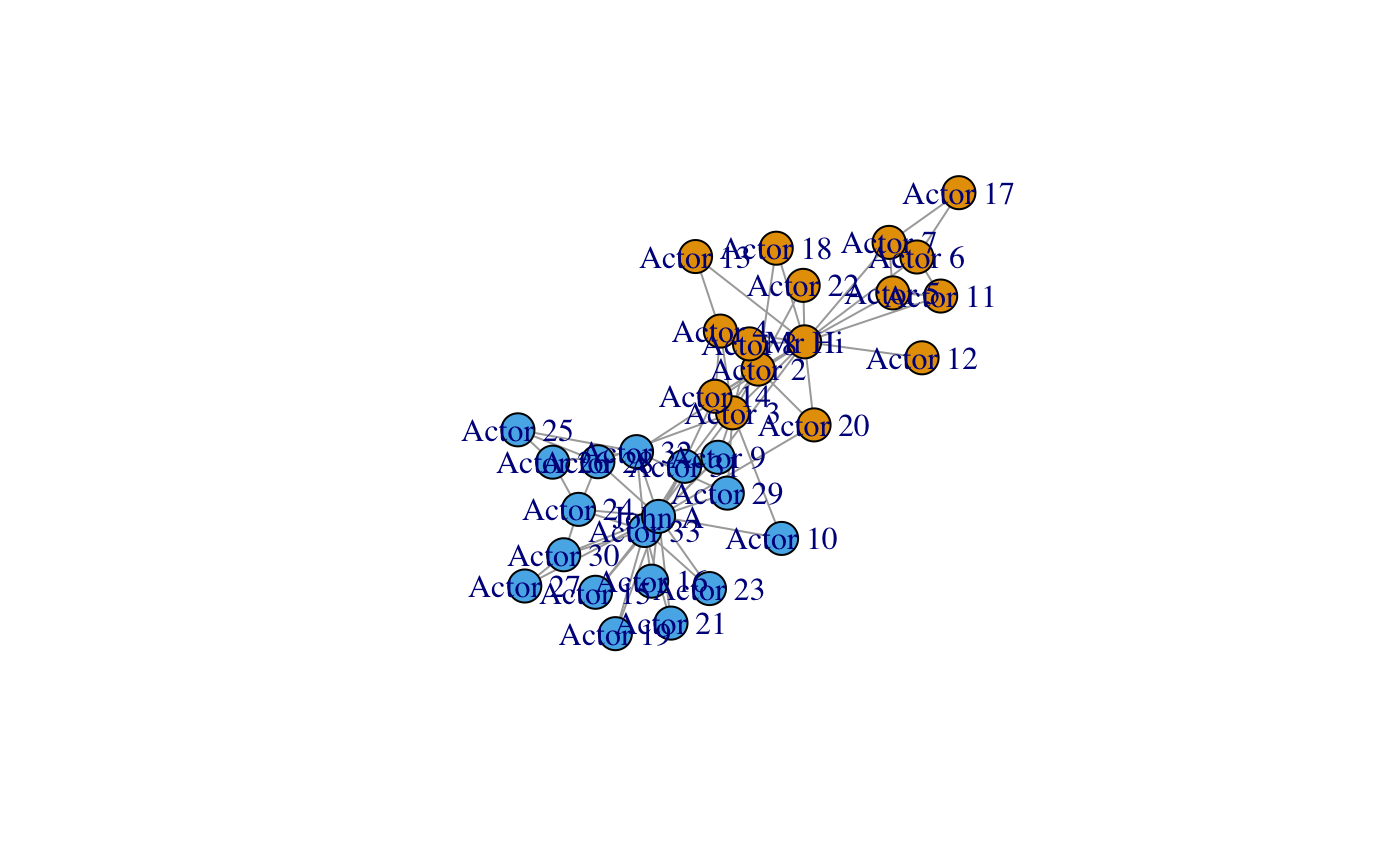 Actor 17
Actor 7
Actor 18
Actor 13
Actor 6
Actor 22
Actor 5
Actor 11
Actor 4
Mr Hi
Actor 8
Actor 12
Actor 2
Actor 14
Actor 3
Actor 20
Actor 25
Actor 32
Actor 9
Actor 26
Actor 28
Actor 31
Actor 29
Actor 24
John A
Actor 33
Actor 10
Actor 30
Actor 16
Actor 27
Actor 23
Actor 15
Actor 21
Actor 19